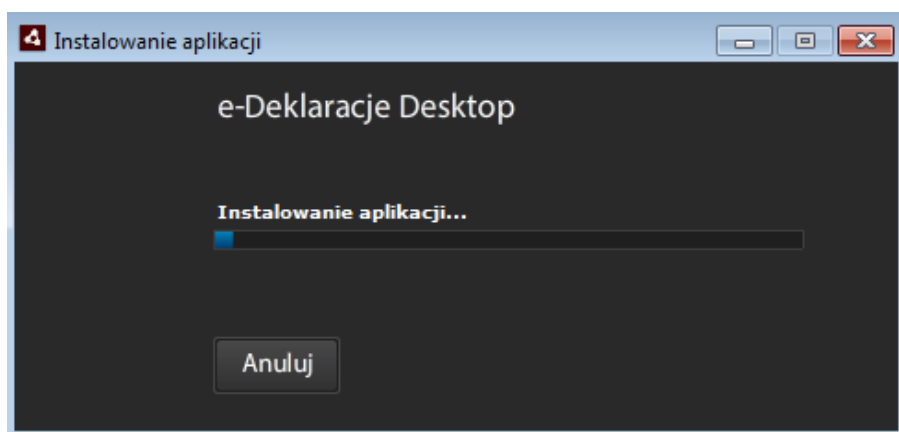 Instalowanie aplikacji
e-Deklaracje Desktop
Instalowanie aplikacji...
Anuluj